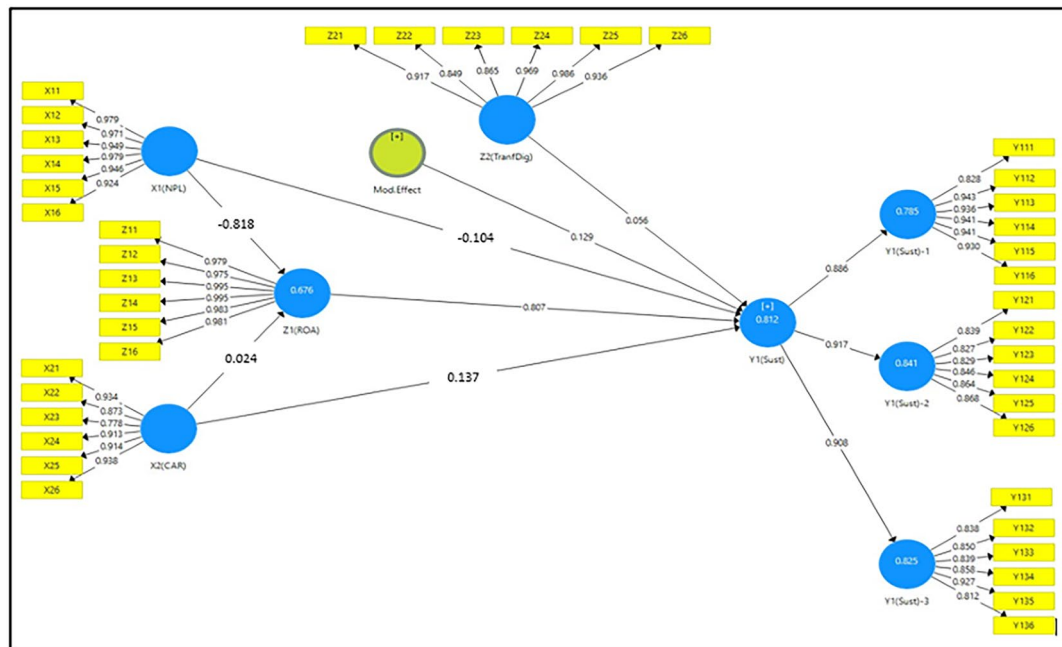 Z21 Z22 Z23 Z24 Z25 Z26
0.917 0.849 0.865 0.969 0.986 0.936
Z2(TranfDig)
[+]
Mod.Effect
X11
X12
X13
X14
X15
X16
0.979
0.971
0.949
0.979
0.946
0.924
X1(NPL)
-0.818
-0.104
0.129
0.056
Z11
Z12
Z13
Z14
Z15
Z16
0.979
0.975
0.995
0.995
0.983
0.981
0.676
Z1(ROA)
0.807
0.024
0.137
X21
X22
X23
X24
X25
X26
0.934
0.873
0.778
0.913
0.914
0.938
X2(CAR)
[+]
0.812
Y1(Sust)
0.886
0.917
0.908
0.785
Y1(Sust)-1
0.828
0.943
0.936
0.941
0.941
0.930
Y111
Y112
Y113
Y114
Y115
Y116
0.841
Y1(Sust)-2
0.839
0.827
0.829
0.846
0.864
0.868
Y121
Y122
Y123
Y124
Y125
Y126
0.825
Y1(Sust)-3
0.838
0.850
0.839
0.858
0.927
0.812
Y131
Y132
Y133
Y134
Y135
Y136